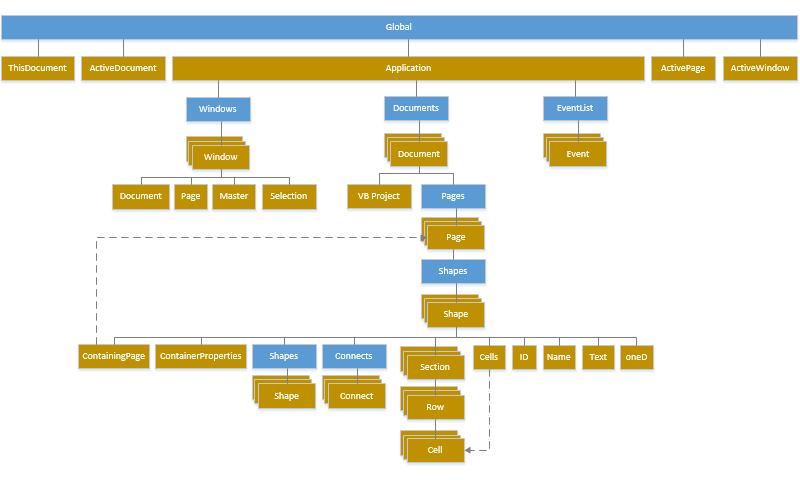 Global
ThisDocument
ActiveDocument
Application
ActivePage
ActiveWindow
Windows
Documents
EventList
Window
Document
Event
Document
Page
Master
Selection
VB Project
Pages
Page
Shapes
Shape
ContainingPage
ContainerProperties
Shapes
Connects
Section
Cells
ID
Name
Text
oneD
Shape
Connect
Row
Cell